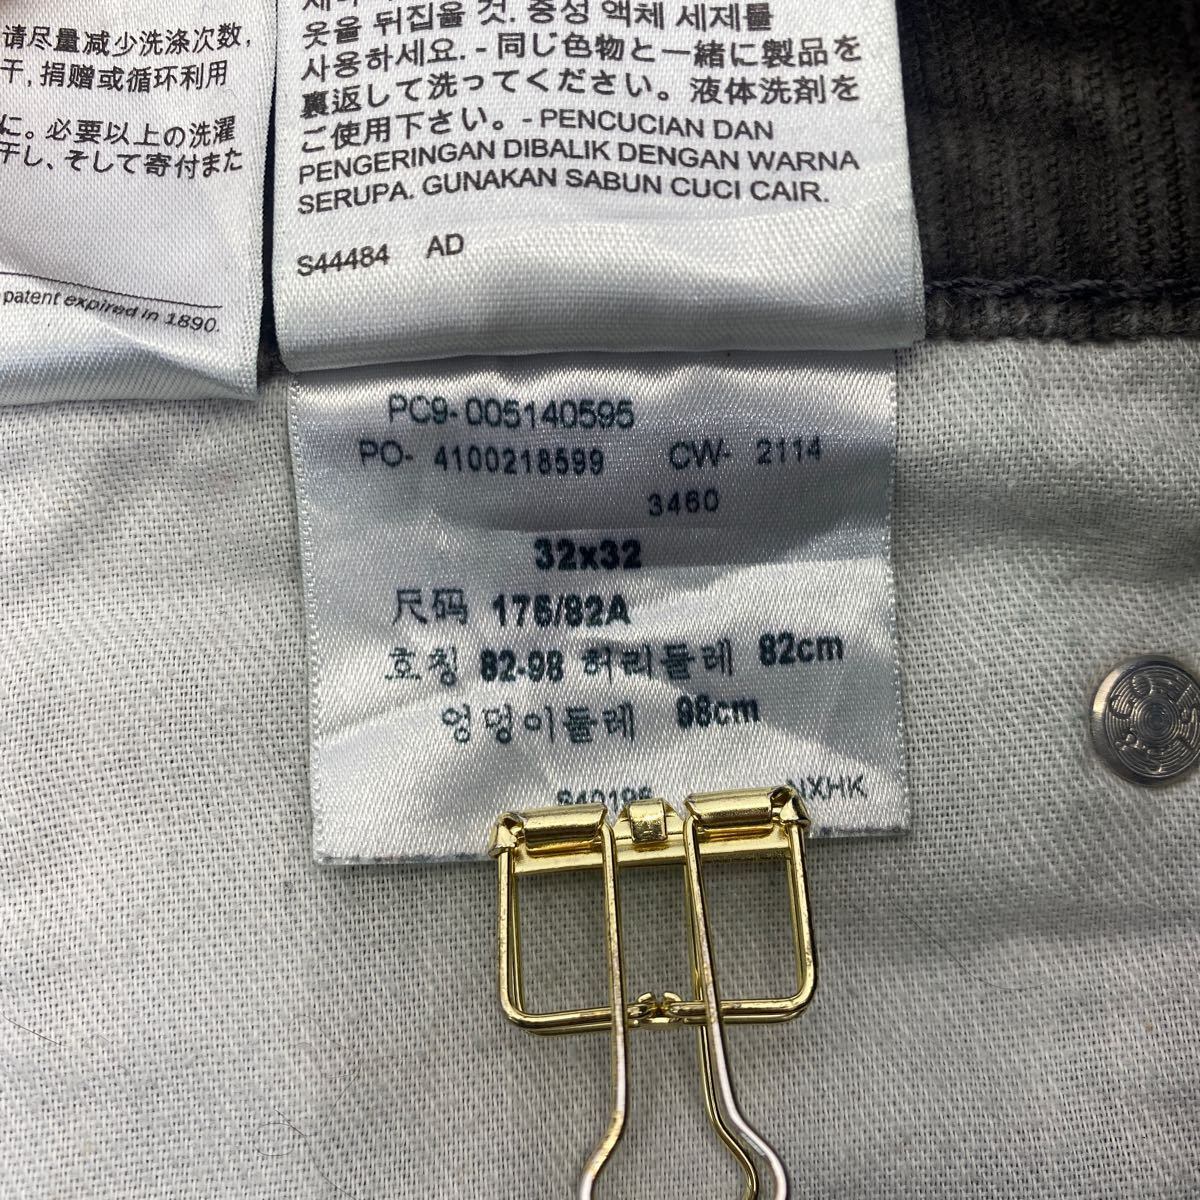 请尽量减少洗涤次数,
干, 捐赠或循环利用
に。必要以上の洗濯
干し、そして寄付また
patent expired in 1890.
옷을 뒤집을 것. 중성 액체 세제를
사용하세요. - 同じ色物と一緒に製品を
裏返して洗ってください。液体洗剤を
ご使用下さい。- PENCUCIAN DAN
PENGERINGAN DIBALIK DENGAN WARNA
SERUPA. GUNAKAN SABUN CUCI CAIR.
S44484 AD
PC9-005140595
PO- 4100218599 CW- 2114
3460
32x32
尺码 175/82A
호칭 82-98 허리둘레 82cm
엉덩이둘레 98cm
NXHK